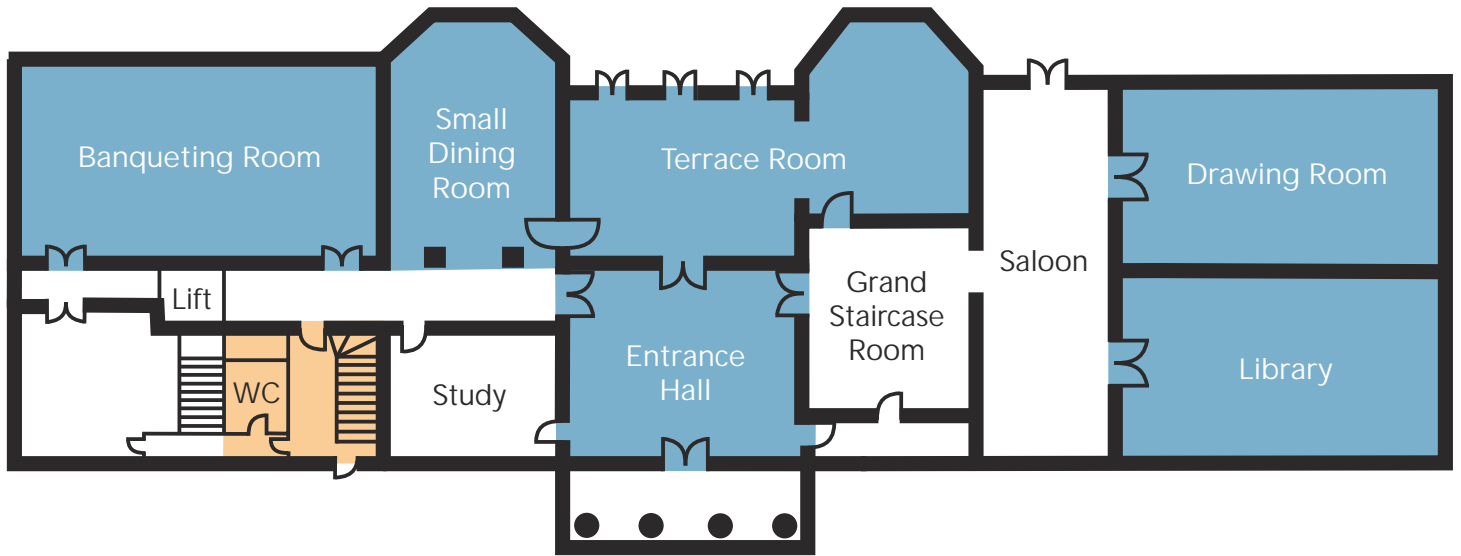 Banqueting Room
Small
Dining
Room
Terrace Room
Drawing Room
Saloon
Lift
Grand
Staircase
Room
Entrance
Hall
Library
WC
Study